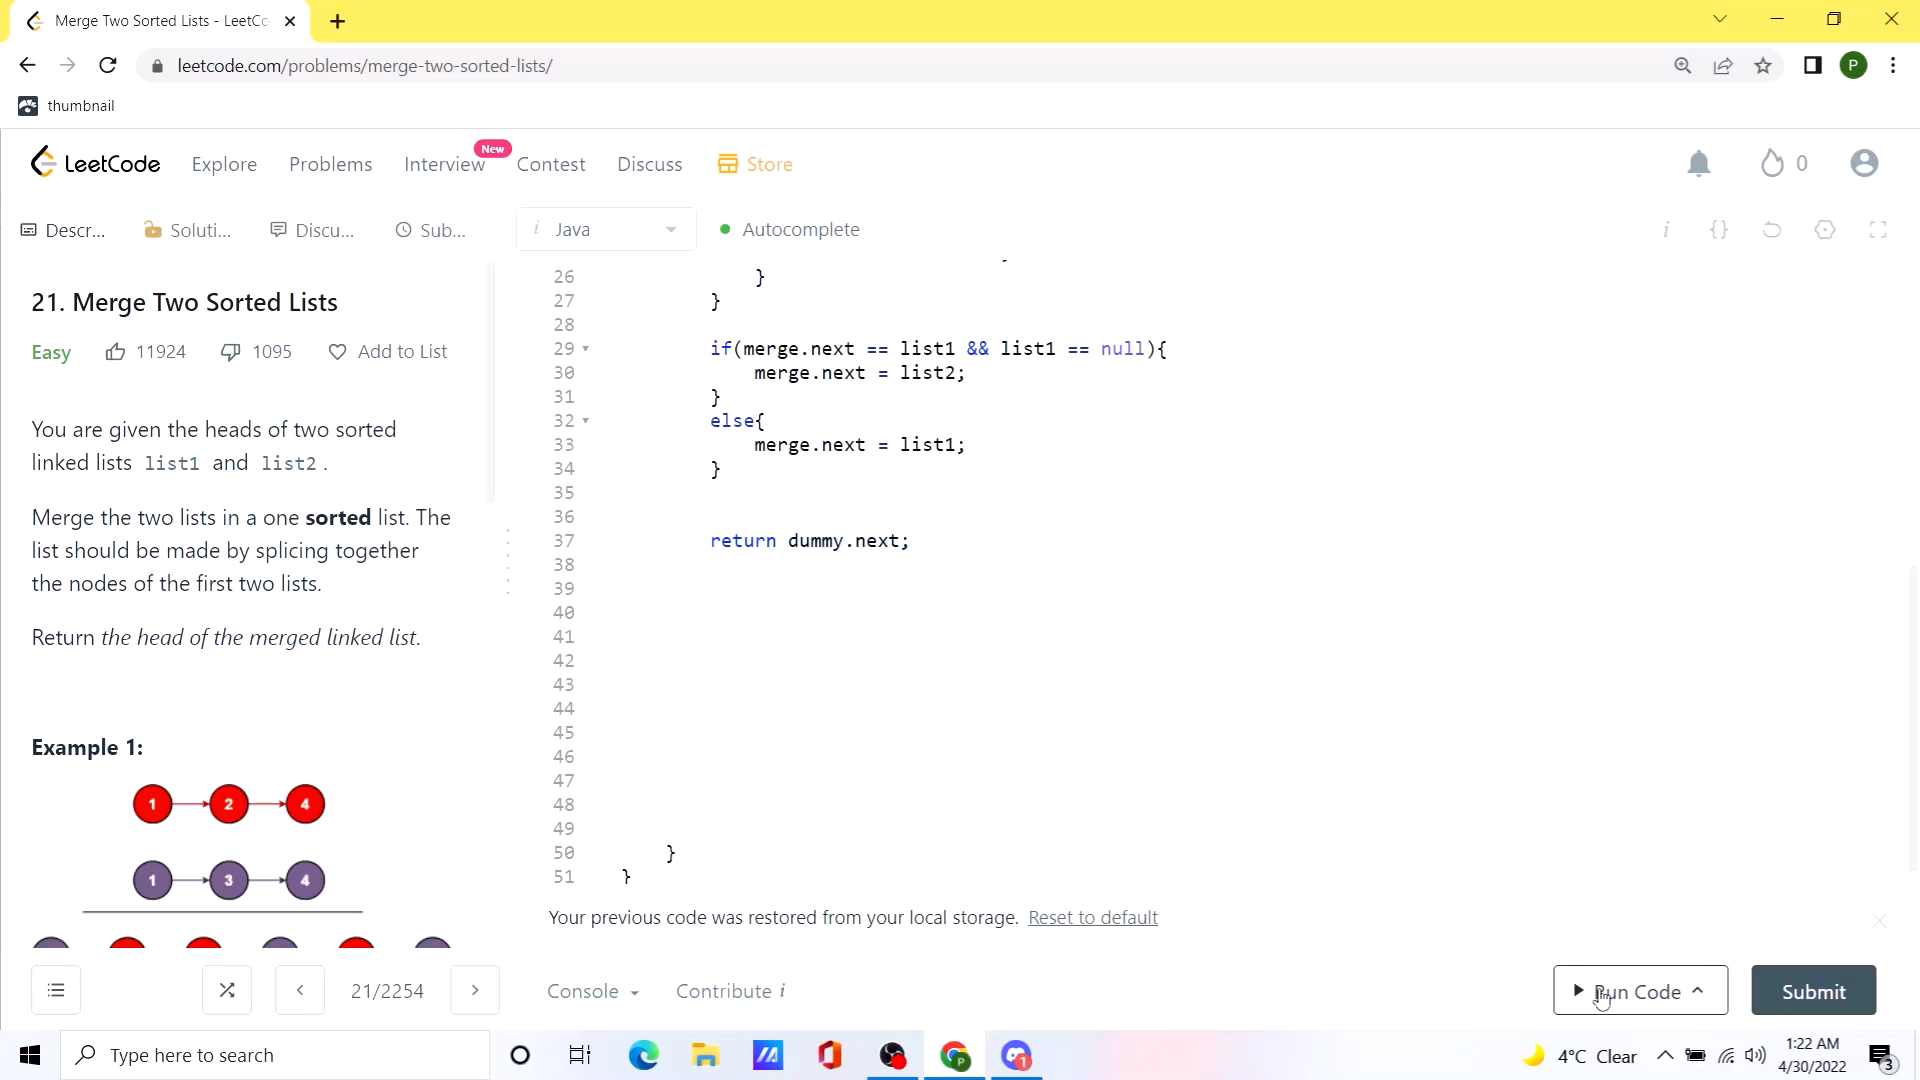 Merge Two Sorted Lists - LeetCo
leetcode.com/problems/merge-two-sorted-lists/
P
thumbnail
LeetCode
Explore
Problems
Interview
New
Contest
Discuss
Store
0
Descr...
Soluti...
Discu...
Sub...
i Java
Autocomplete
i {}
21. Merge Two Sorted Lists
Easy 11924 1095 Add to List
You are given the heads of two sorted
linked lists list1 and list2.
Merge the two lists in a one sorted list. The
list should be made by splicing together
the nodes of the first two lists.
Return the head of the merged linked list.
Example 1:
1 2 4
1 3 4
26 }
27 }
28
29 if(merge.next == list1 && list1 == null){
30 merge.next = list2;
31 }
32 else{
33 merge.next = list1;
34 }
35
36
37 return dummy.next;
38
39
40
41
42
43
44
45
46
47
48
49
50 }
51 }
Your previous code was restored from your local storage. Reset to default
21/2254
Console
Contribute i
Run Code
Submit
Type here to search
P
1
4°C Clear
1:22 AM
4/30/2022
3